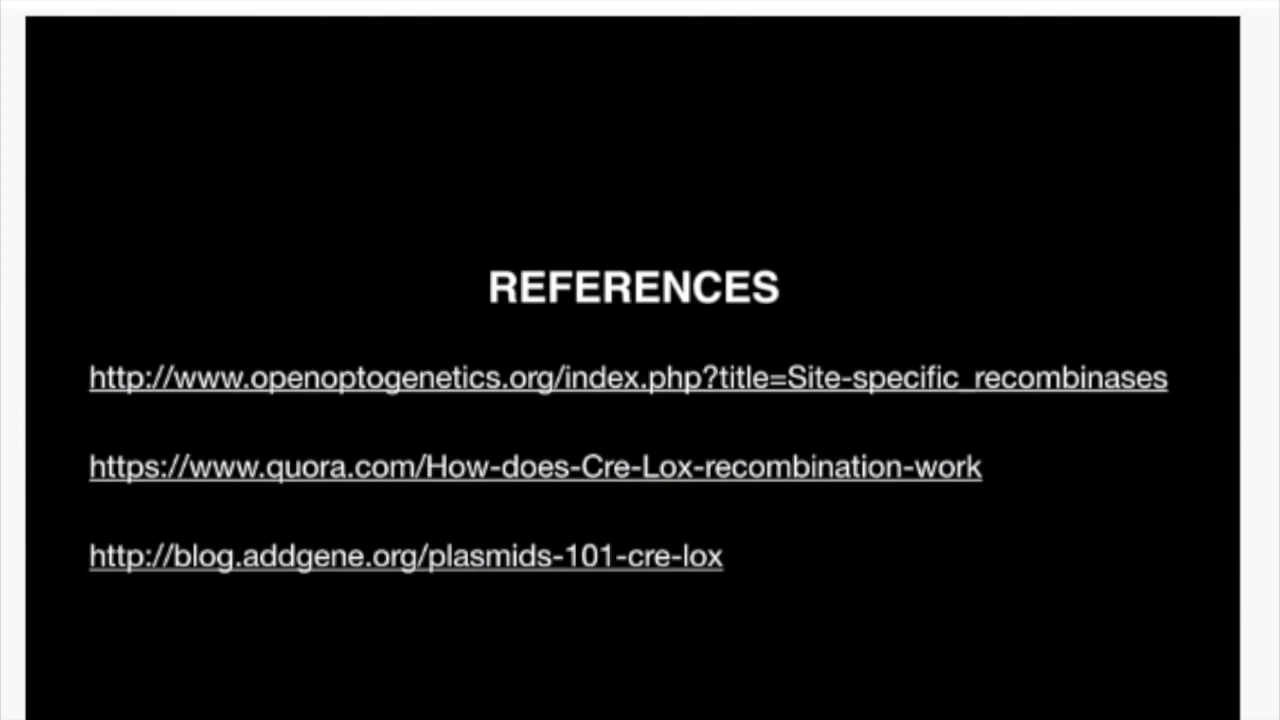 REFERENCES
http://www.openoptogenetics.org/index.php?title=Site-specific_recombinases
https://www.quora.com/How-does-Cre-Lox-recombination-work
http://blog.addgene.org/plasmids-101-cre-lox